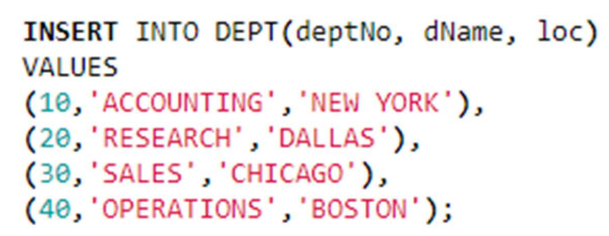 INSERT INTO DEPT(deptNo, dName, loc)
VALUES
(10,'ACCOUNTING','NEW YORK'),
(20,'RESEARCH','DALLAS'),
(30,'SALES','CHICAGO'),
(40,'OPERATIONS','BOSTON');